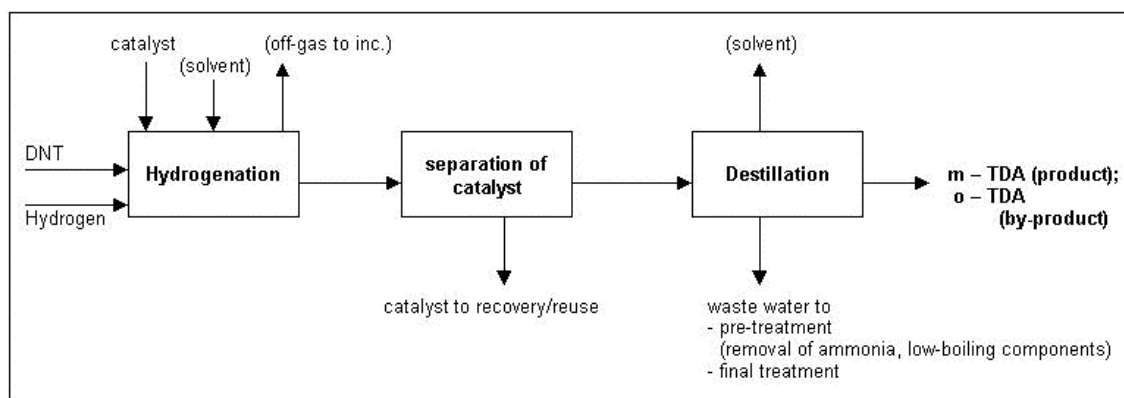 catalyst
(solvent)
(off-gas to inc.)
(solvent)
DNT
Hydrogen
Hydrogenation
separation of
catalyst
Destillation
m – TDA (product);
o – TDA
(by-product)
catalyst to recovery/reuse
waste water to
- pre-treatment
(removal of ammonia, low-boiling components)
- final treatment